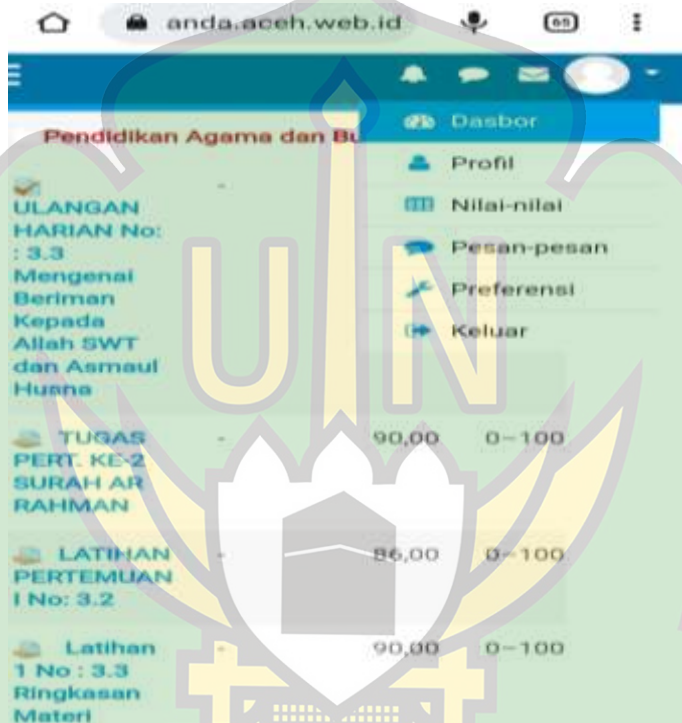 anda.aceh.web.id
65
Dasbor
Pendidikan Agama dan Bu
Profil
Nilai-nilai
Pesan-pesan
Preferensi
Keluar
ULANGAN
HARIAN No:
: 3.3
Mengenai
Beriman
Kepada
Allah SWT
dan Asmaul
Husna
-
TUGAS - 90,00 0–100
PERT. KE-2
SURAH AR
RAHMAN
LATIHAN - 86,00 0–100
PERTEMUAN
I No: 3.2
Latihan - 90,00 0–100
1 No : 3.3
Ringkasan
Materi
UIN